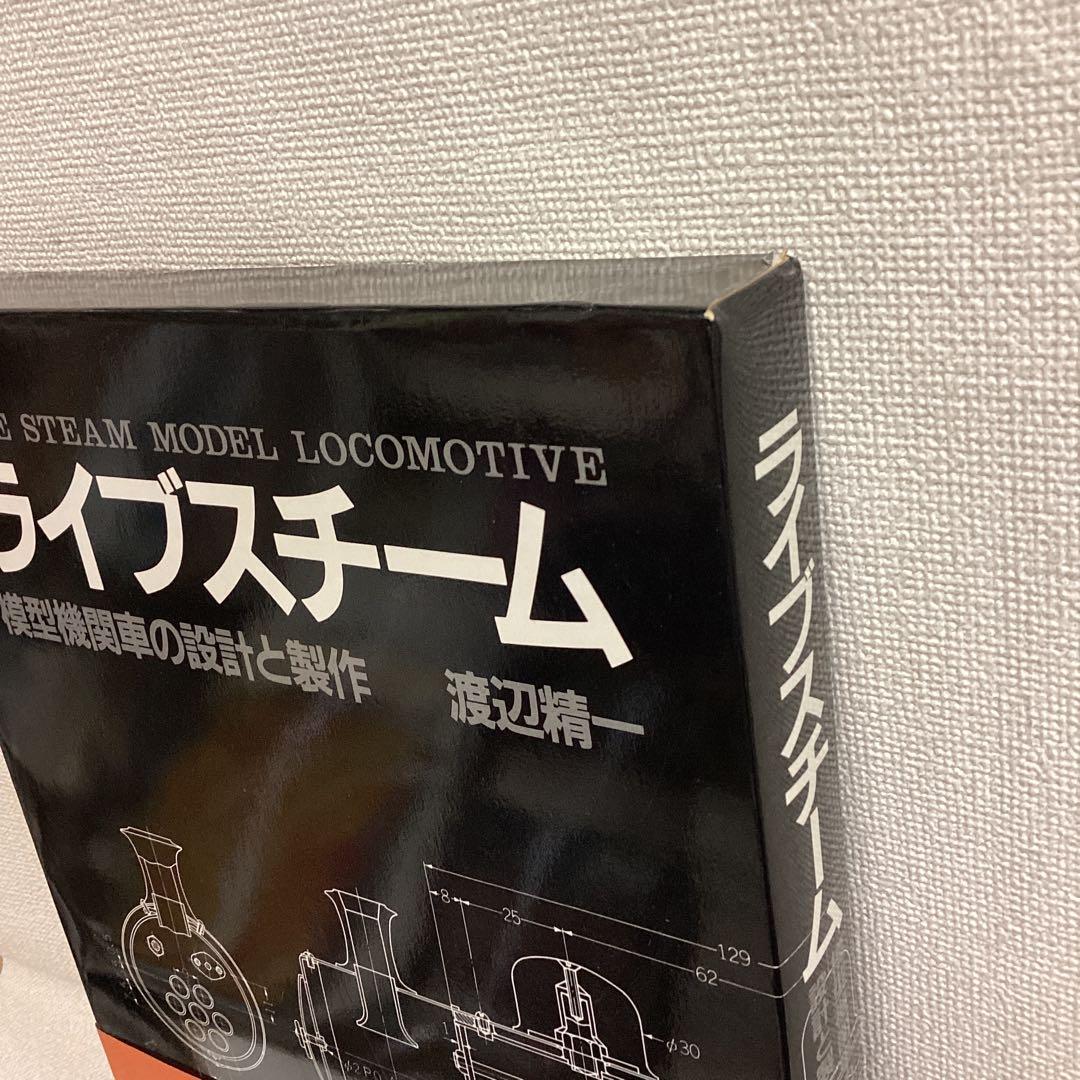 E STEAM MODEL LOCOMOTIVE
ライブスチーム
模型機関車の設計と製作 渡辺精一
8
25
129
62
φ30
ライブスチーム